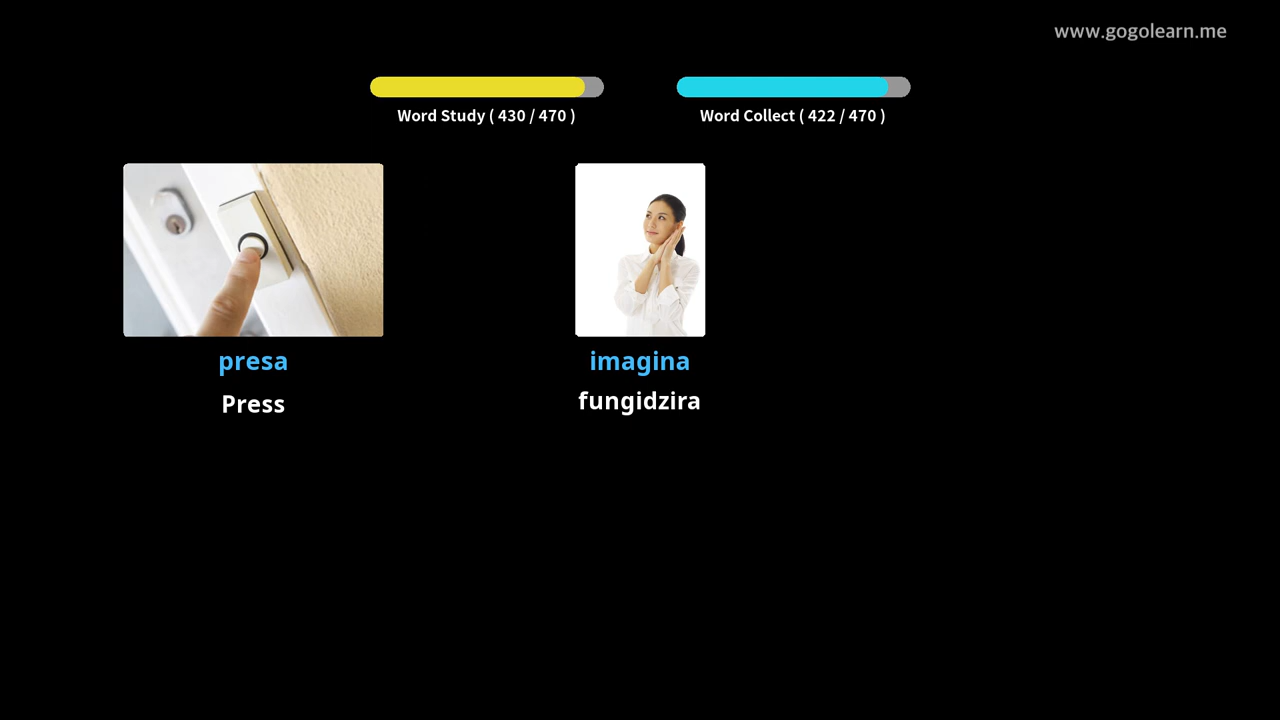 www.gogolearn.me
Word Study ( 430 / 470 )
Word Collect ( 422 / 470 )
presa
Press
imagina
fungidzira